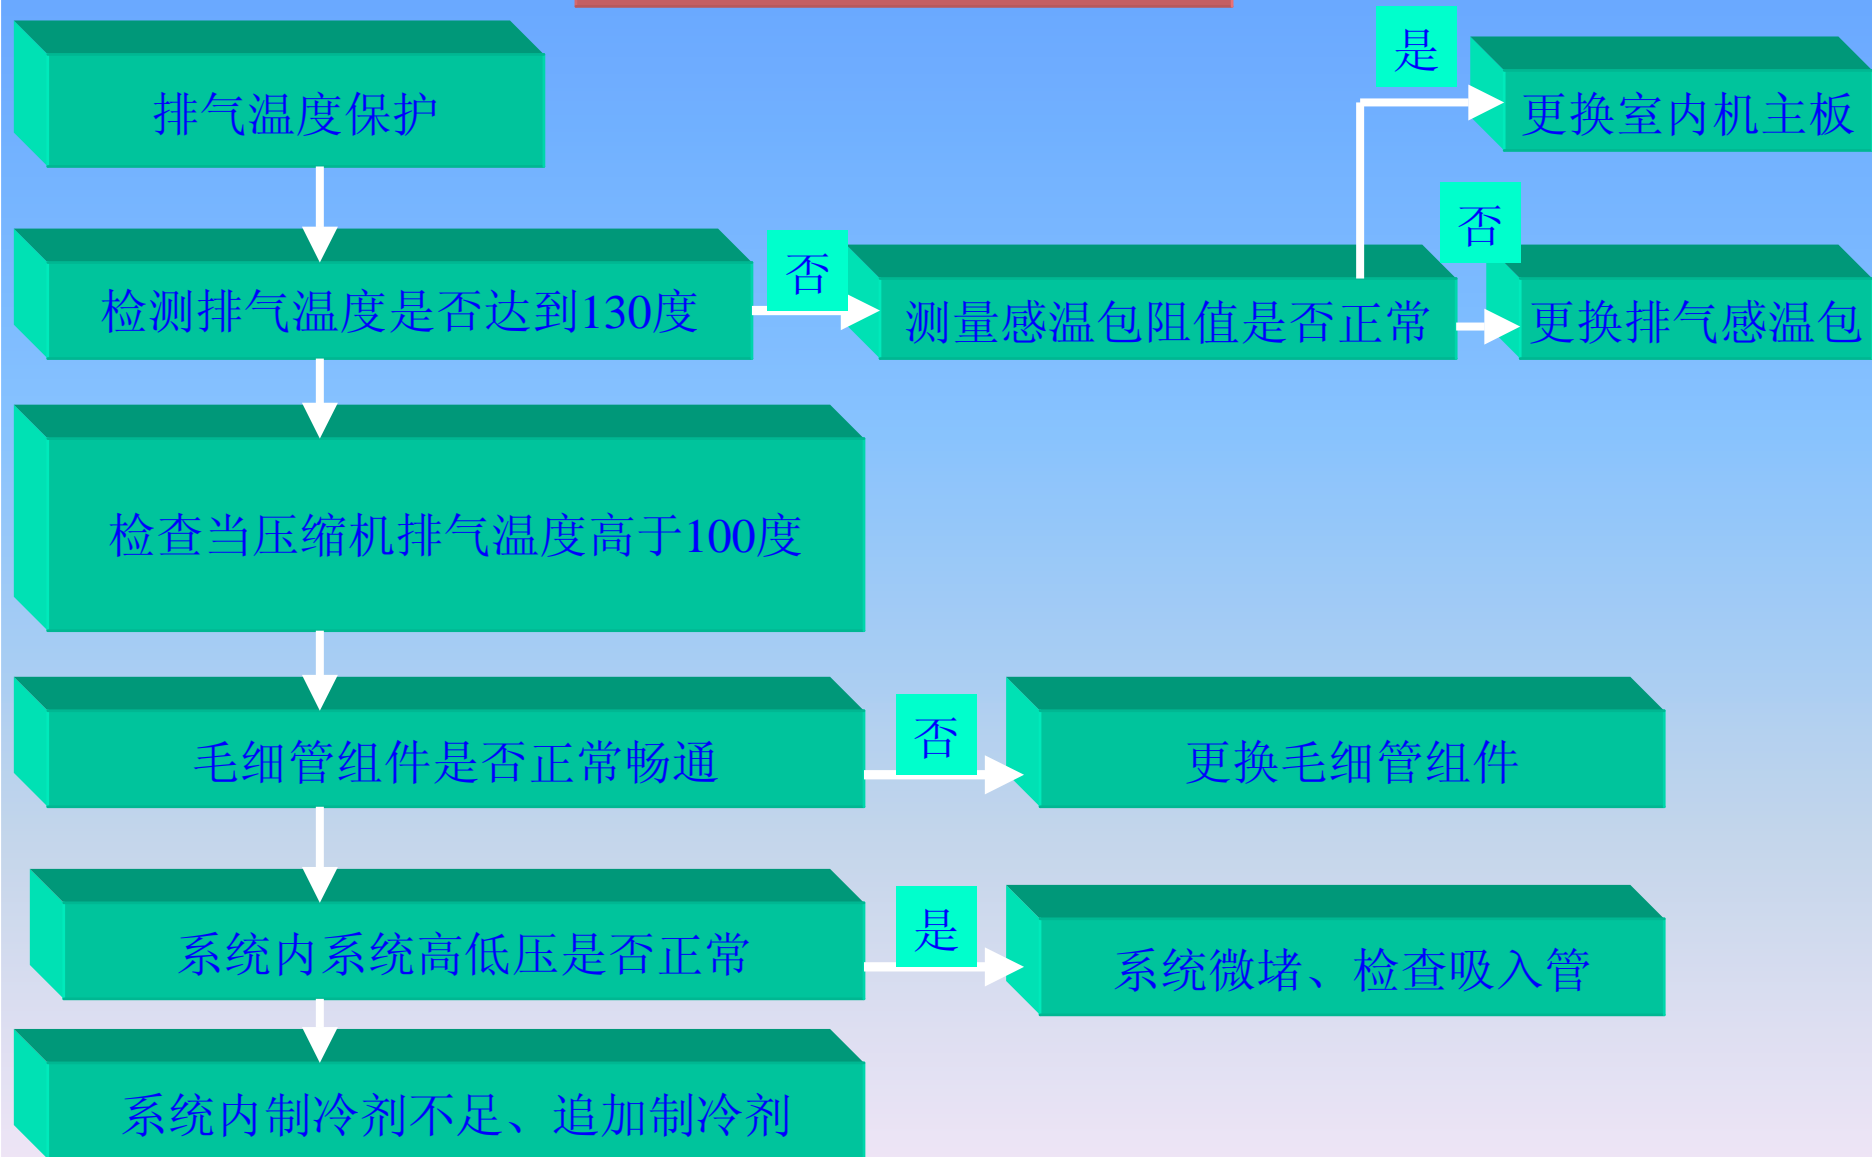 排气温度保护
是
更换室内机主板
检测排气温度是否达到130度
否
测量感温包阻值是否正常
否
更换排气感温包
检查当压缩机排气温度高于100度
毛细管组件是否正常畅通
否
更换毛细管组件
系统内系统高低压是否正常
是
系统微堵、检查吸入管
系统内制冷剂不足、追加制冷剂